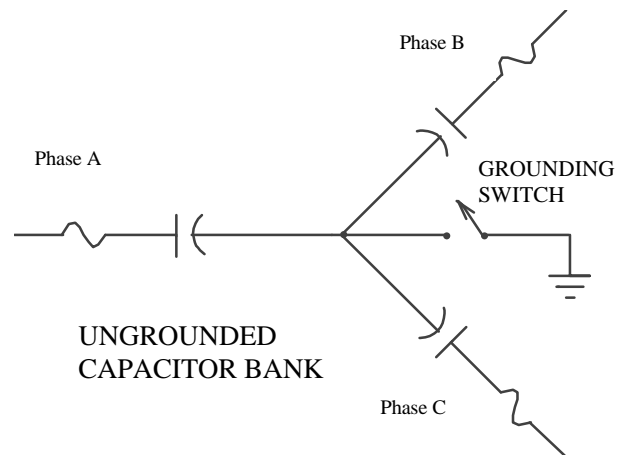 Phase B
Phase A
GROUNDING
SWITCH
UNGROUNDED
CAPACITOR BANK
Phase C